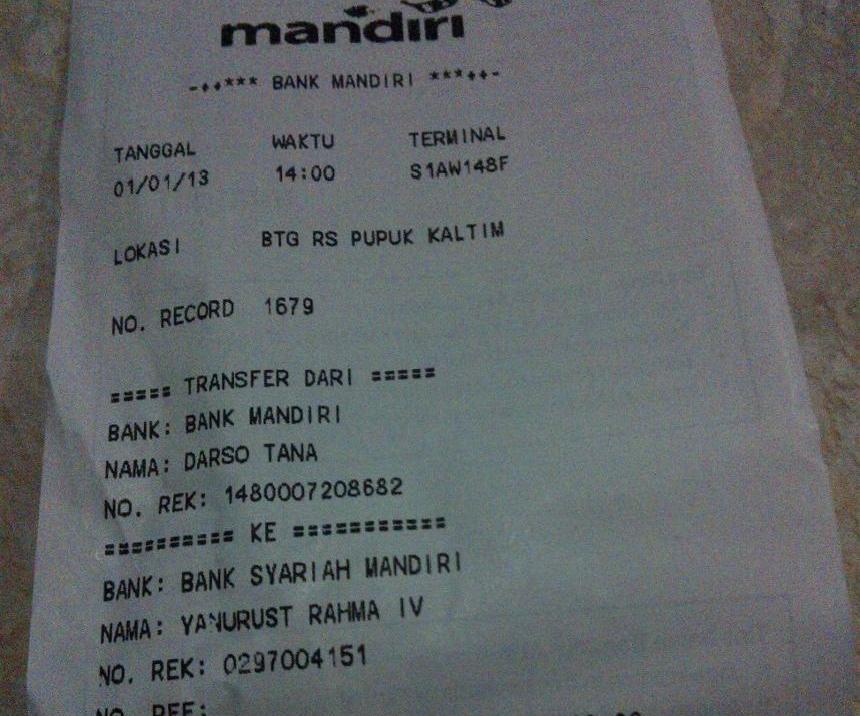 mandiri
-++*** BANK MANDIRI ***++-
TANGGAL WAKTU TERMINAL
01/01/13 14:00 S1AW148F
LOKASI BTG RS PUPUK KALTIM
NO. RECORD 1679
===== TRANSFER DARI =====
BANK: BANK MANDIRI
NAMA: DARSO TANA
NO. REK: 1480007208682
========== KE ===========
BANK: BANK SYARIAH MANDIRI
NAMA: YANURUST RAHMA IV
NO. REK: 0297004151
NO. REF: